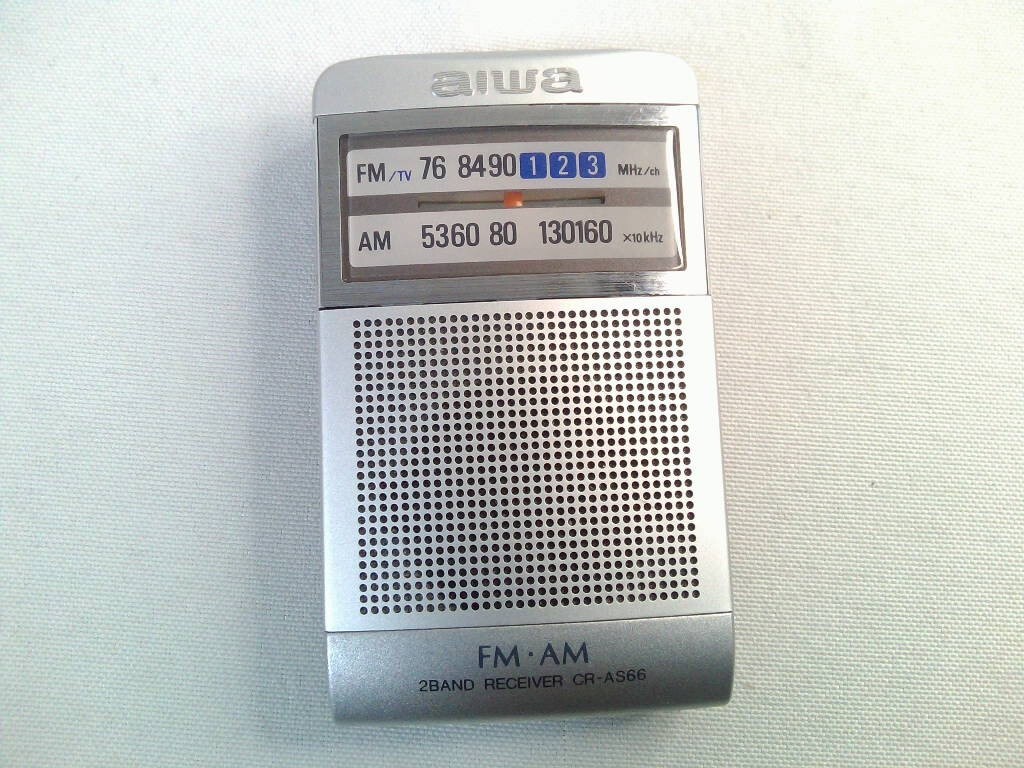 aiwa
FM/TV 76 84 90 1 2 3 MHz/ch
AM 53 60 80 130 160 ×10kHz
FM·AM
2BAND RECEIVER CR-AS66